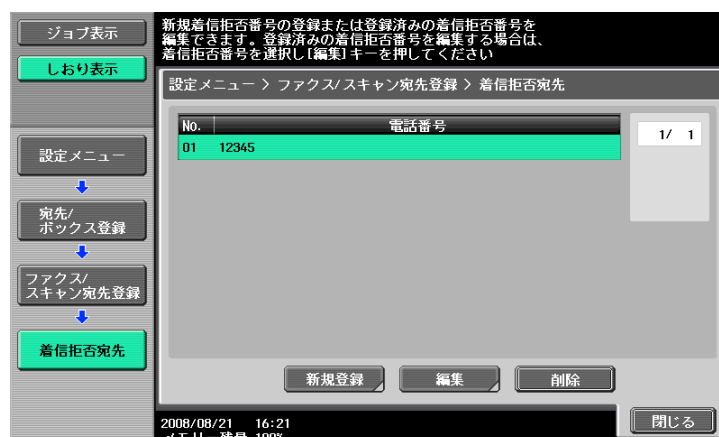 ジョブ表示
しおり表示
新規着信拒否番号の登録または登録済みの着信拒否番号を
編集できます。登録済みの着信拒否番号を編集する場合は、
着信拒否番号を選択し[編集]キーを押してください
設定メニュー > ファクス/スキャン宛先登録 > 着信拒否宛先
No. 電話番号
01 12345
1/ 1
設定メニュー
宛先/
ボックス登録
ファクス/
スキャン宛先登録
着信拒否宛先
新規登録 編集 削除
2008/08/21 16:21
メモリー残量 100%
閉じる